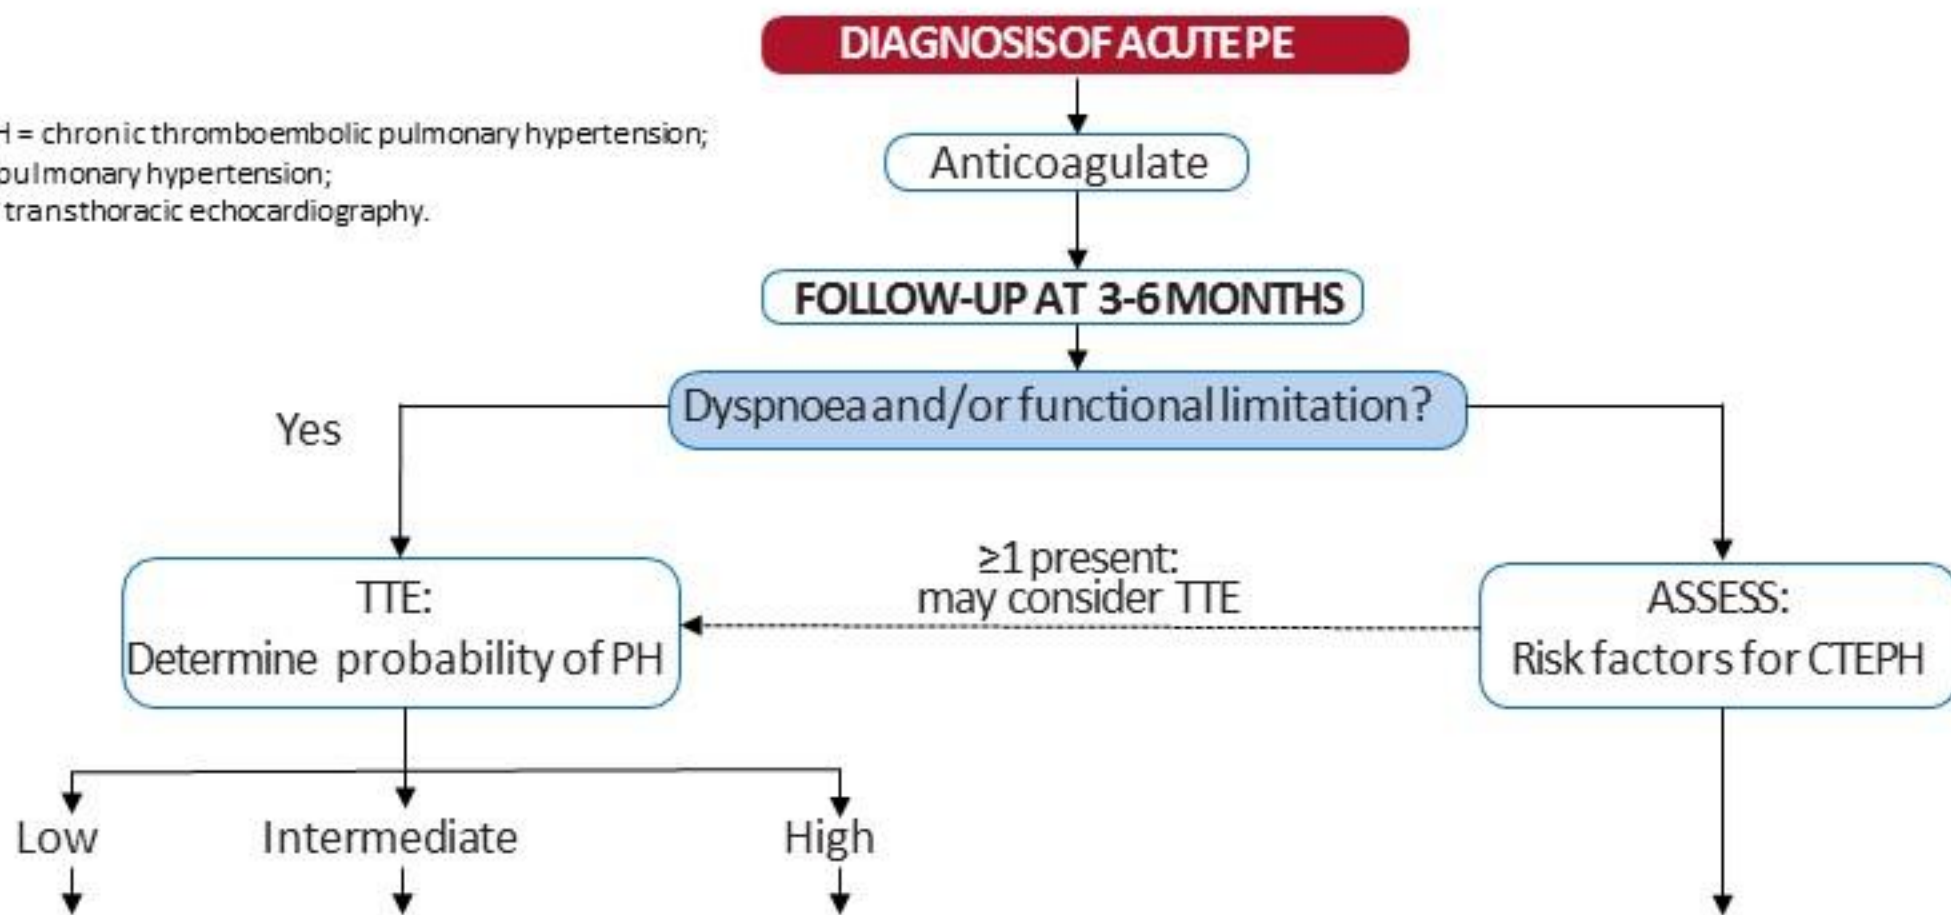 DIAGNOSIS OF ACUTE PE
H = chronic thromboembolic pulmonary hypertension;
pulmonary hypertension;
transthoracic echocardiography.
Anticoagulate
FOLLOW-UP AT 3-6 MONTHS
Dyspnoea and/or functional limitation?
Yes
≥1 present:
may consider TTE
TTE:
Determine probability of PH
ASSESS:
Risk factors for CTEPH
Low
Intermediate
High